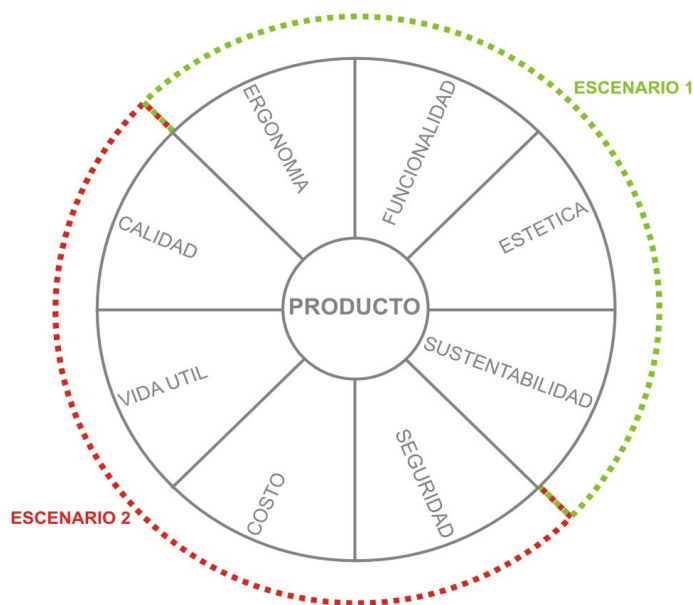 ESCENARIO 1
ERGONOMIA
FUNCIONALIDAD
ESTETICA
CALIDAD
PRODUCTO
SUSTENTABILIDAD
VIDA UTIL
COSTO
SEGURIDAD
ESCENARIO 2